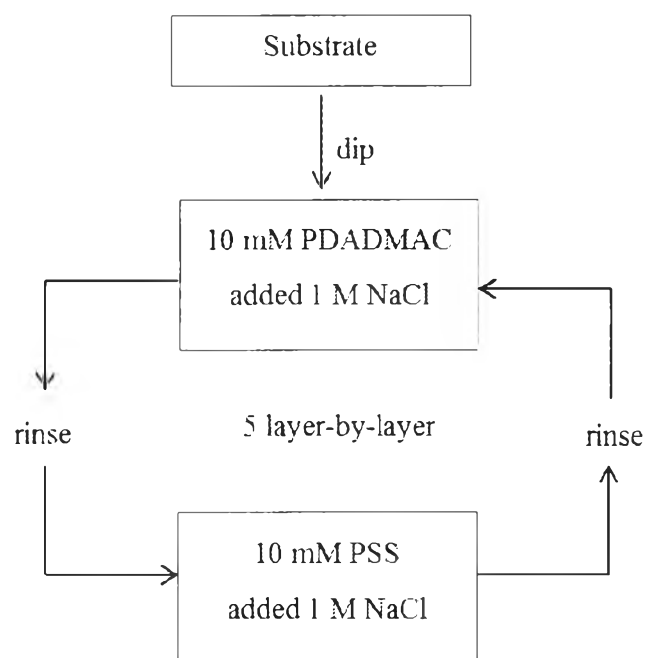 Substrate
dip
10 mM PDADMAC
added 1 M NaCl
rinse
5 layer-by-layer
rinse
10 mM PSS
added 1 M NaCl